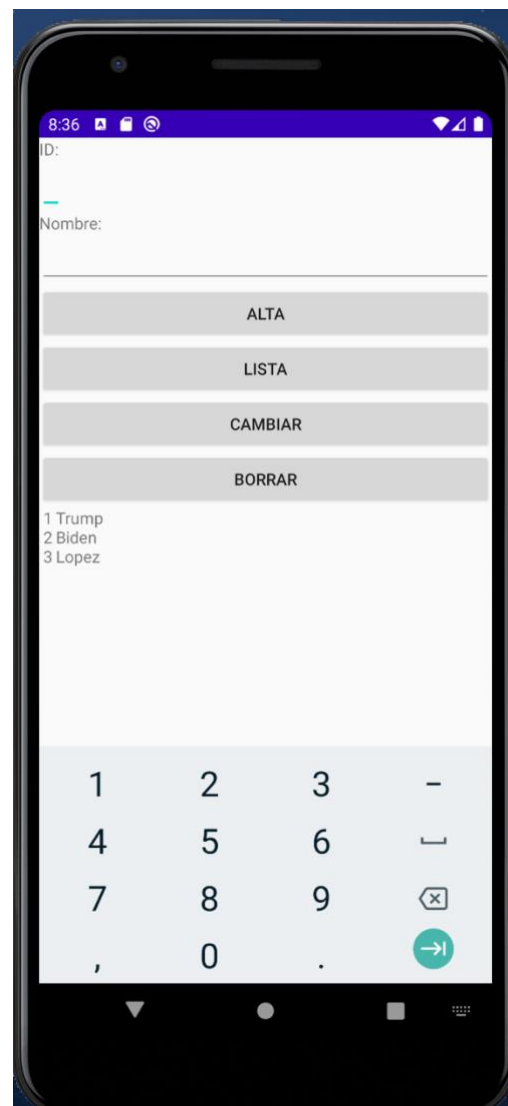 8:36
ID:
Nombre:
ALTA
LISTA
CAMBIAR
BORRAR
1 Trump
2 Biden
3 Lopez
1 2 3 -
4 5 6
7 8 9
, 0 .